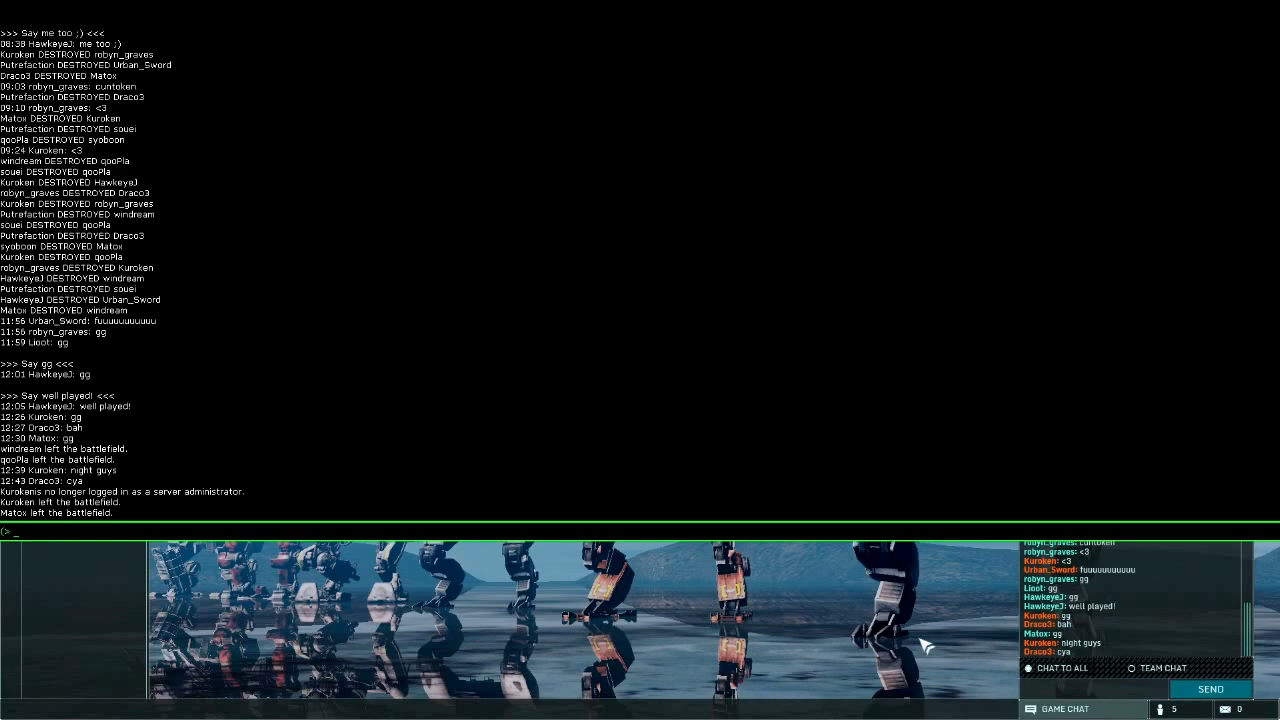 >>> Say me too ;) <<<
08:38 HawkeyeJ: me too ;)
Kuroken DESTROYED robyn_graves
Putrefaction DESTROYED Urban_Sword
Draco3 DESTROYED Matox
09:03 robyn_graves: cuntoken
Putrefaction DESTROYED Draco3
09:10 robyn_graves: <3
Matox DESTROYED Kuroken
Putrefaction DESTROYED souei
qooPla DESTROYED syoboon
09:24 Kuroken: <3
windream DESTROYED qooPla
souei DESTROYED qooPla
Kuroken DESTROYED HawkeyeJ
robyn_graves DESTROYED Draco3
Kuroken DESTROYED robyn_graves
Putrefaction DESTROYED windream
souei DESTROYED qooPla
Putrefaction DESTROYED Draco3
syoboon DESTROYED Matox
Kuroken DESTROYED qooPla
robyn_graves DESTROYED Kuroken
HawkeyeJ DESTROYED windream
Putrefaction DESTROYED souei
HawkeyeJ DESTROYED Urban_Sword
Matox DESTROYED windream
11:56 Urban_Sword: fuuuuuuuuuuu
11:56 robyn_graves: gg
11:59 Lioot: gg
>>> Say gg <<<
12:01 HawkeyeJ: gg
>>> Say well played! <<<
12:05 HawkeyeJ: well played!
12:26 Kuroken: gg
12:27 Draco3: bah
12:30 Matox: gg
windream left the battlefield.
qooPla left the battlefield.
12:39 Kuroken: night guys
12:43 Draco3: cya
Kurokenis no longer logged in as a server administrator.
Kuroken left the battlefield.
Matox left the battlefield.
(> _
robyn_graves: cuntoken
robyn_graves: <3
Kuroken: <3
Urban_Sword: fuuuuuuuuuuu
robyn_graves: gg
Lioot: gg
HawkeyeJ: gg
HawkeyeJ: well played!
Kuroken: gg
Draco3: bah
Matox: gg
Kuroken: night guys
Draco3: cya
CHAT TO ALL TEAM CHAT
SEND
GAME CHAT 5 0